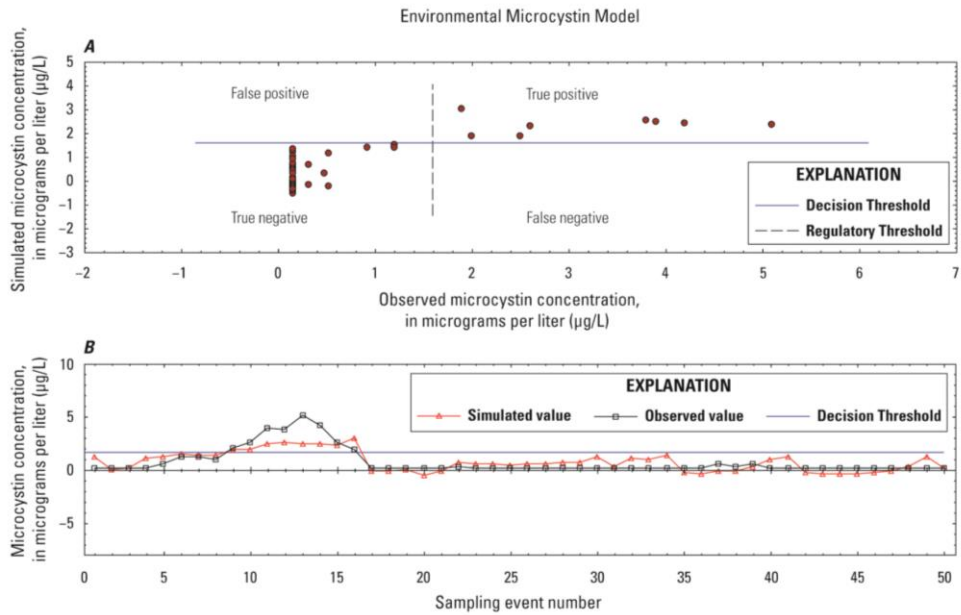 Environmental Microcystin Model
A
Simulated microcystin concentration,
in micrograms per liter (µg/L)
5
4
3
2
1
0
−1
−2
−3
False positive
True positive
True negative
False negative
EXPLANATION
Decision Threshold
Regulatory Threshold
−2
−1
0
1
2
3
4
5
6
7
Observed microcystin concentration,
in micrograms per liter (µg/L)
B
Microcystin concentration,
in micrograms per liter (µg/L)
10
5
0
−5
EXPLANATION
Simulated value
Observed value
Decision Threshold
0
5
10
15
20
25
30
35
40
45
50
Sampling event number